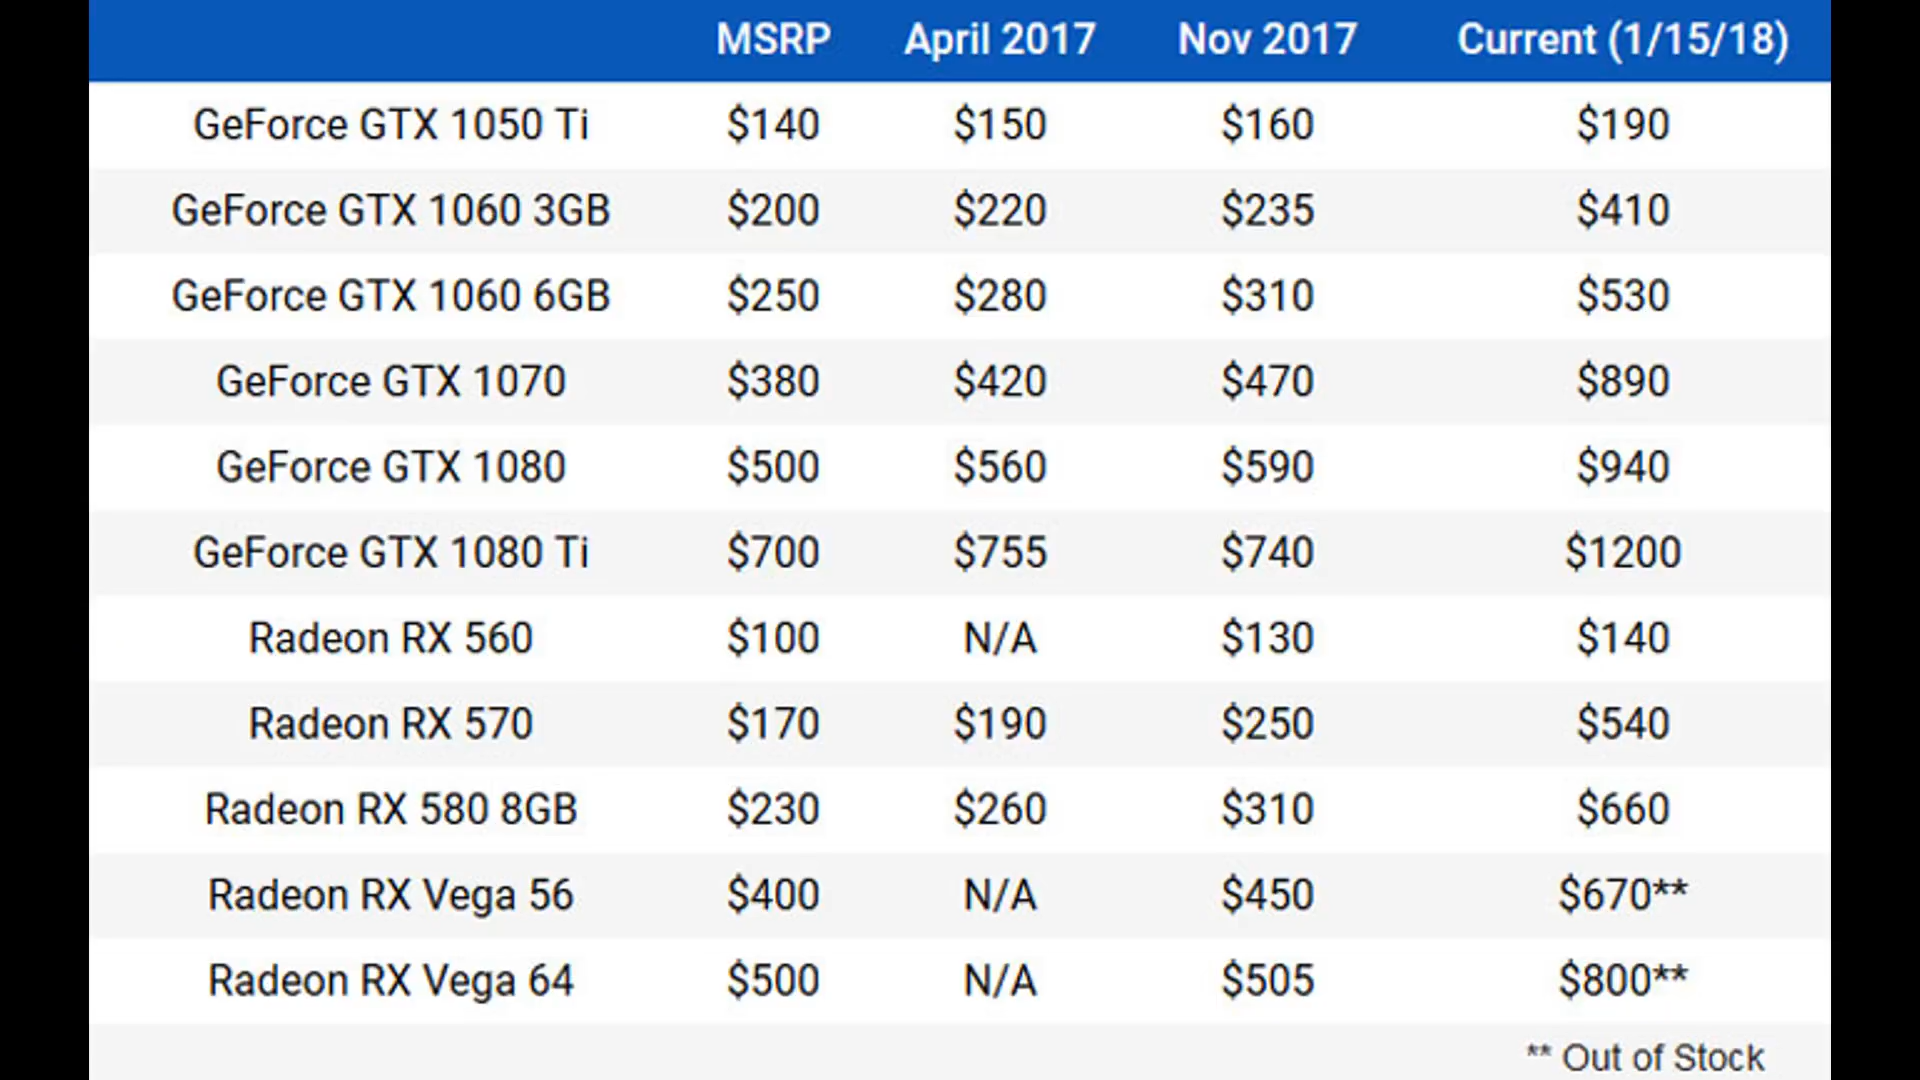 MSRP April 2017 Nov 2017 Current (1/15/18)
GeForce GTX 1050 Ti $140 $150 $160 $190
GeForce GTX 1060 3GB $200 $220 $235 $410
GeForce GTX 1060 6GB $250 $280 $310 $530
GeForce GTX 1070 $380 $420 $470 $890
GeForce GTX 1080 $500 $560 $590 $940
GeForce GTX 1080 Ti $700 $755 $740 $1200
Radeon RX 560 $100 N/A $130 $140
Radeon RX 570 $170 $190 $250 $540
Radeon RX 580 8GB $230 $260 $310 $660
Radeon RX Vega 56 $400 N/A $450 $670**
Radeon RX Vega 64 $500 N/A $505 $800**
** Out of Stock